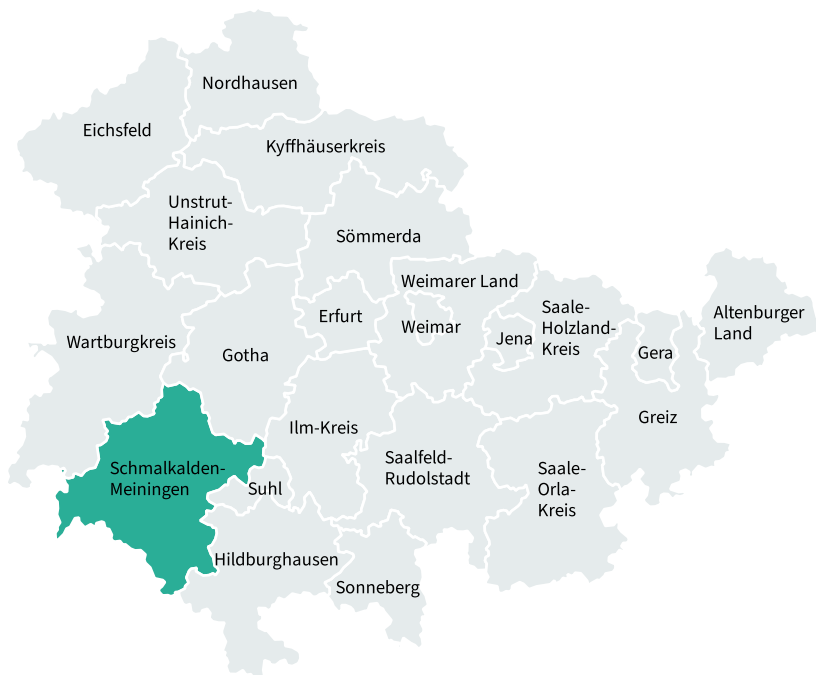 Nordhausen
Eichsfeld
Kyffhäuserkreis
Unstrut-
Hainich-
Kreis
Sömmerda
Weimarer Land
Saale-
Holzland-
Kreis
Altenburger
Land
Erfurt
Weimar
Jena
Wartburgkreis
Gotha
Gera
Greiz
Ilm-Kreis
Schmalkalden-
Meiningen
Saalfeld-
Rudolstadt
Saale-
Orla-
Kreis
Suhl
Hildburghausen
Sonneberg